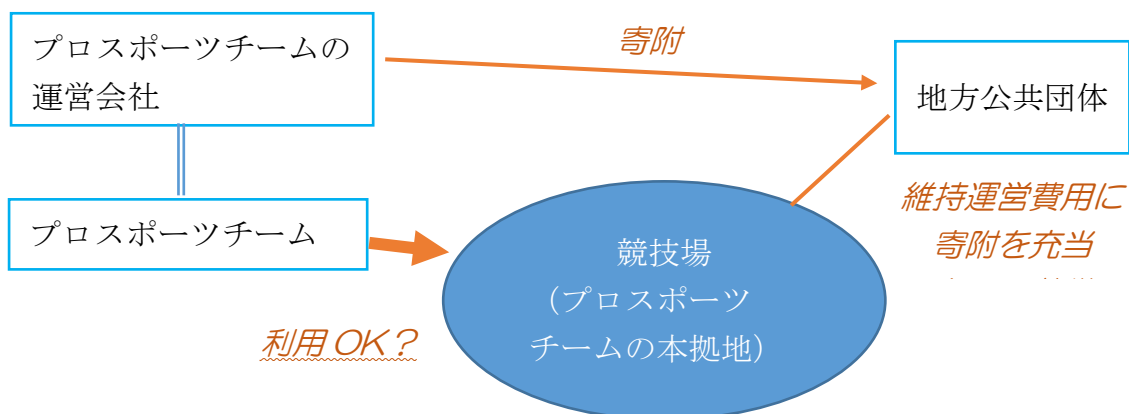 プロスポーツチームの
運営会社
寄附
地方公共団体
プロスポーツチーム
維持運営費用に
寄附を充当
競技場
（プロスポーツ
チームの本拠地）
利用 OK？